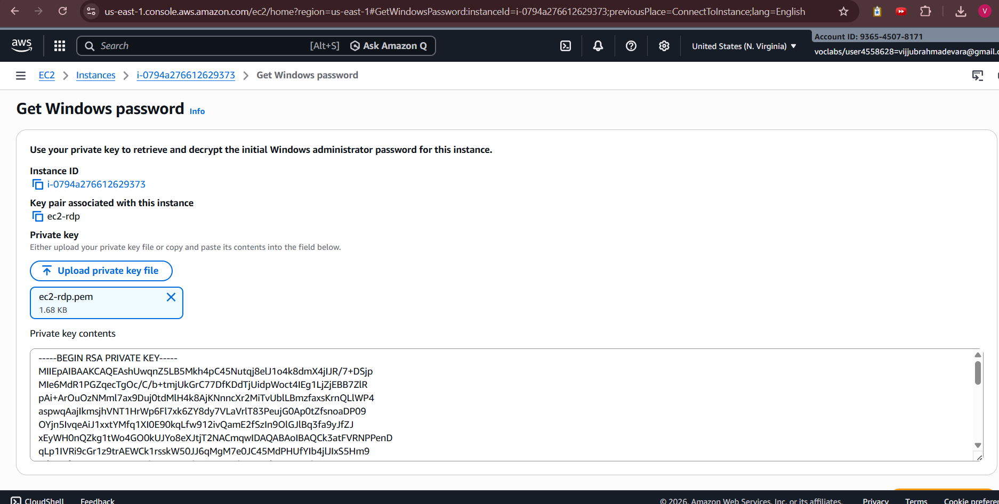 us-east-1.console.aws.amazon.com/ec2/home?region=us-east-1#GetWindowsPassword:instanceId=i-0794a276612629373;previousPlace=ConnectToInstance;lang=English
V
aws
Search
[Alt+S]
Ask Amazon Q
United States (N. Virginia)
Account ID: 9365-4507-8171
voclabs/user4558628=vijjubrahmadevara@gmail.c
EC2 > Instances > i-0794a276612629373 > Get Windows password
Get Windows password Info
Use your private key to retrieve and decrypt the initial Windows administrator password for this instance.
Instance ID
i-0794a276612629373
Key pair associated with this instance
ec2-rdp
Private key
Either upload your private key file or copy and paste its contents into the field below.
Upload private key file
ec2-rdp.pem
1.68 KB
Private key contents
-----BEGIN RSA PRIVATE KEY-----
MIIEpAIBAAKCAQEAshUwqnZ5LB5Mkh4pC45Nutqj8elJ1o4k8dmX4jIJR/7+DSjp
MIe6MdR1PGZqecTgOc/C/b+tmjUkGrC77DfKDdTjUidpWoct4IEg1LjZjEBB7ZlR
pAi+ArOuOzNMml7ax9Duj0tdMlH4k8AjKNnncXr2MiTvUblLBmzfaxsKrnQLlWP4
aspwqAajIkmsjhVNT1HrWp6Fl7xk6ZY8dy7VLaVrlT83PeujG0Ap0tZfsnoaDP09
OYjn5IvqeAiJ1xxtYMfq1XI0E90kqLfw912ivQamE2fSzIn9OlGJlBq3fa9yJfZJ
xEyWH0nQZkg1tWo4GO0kUJYo8eXJtjT2NACmqwIDAQABAoIBAQCk3atFVRNPPenD
qLp1IVRi9cGr1z9trAEWCk1rsskW50JJ6qMgM7e0JC45MdPHUfYIb4jlJIxS5Hm9
CloudShell
Feedback
© 2026, Amazon Web Services, Inc. or its affiliates.
Privacy
Terms
Cookie preferen